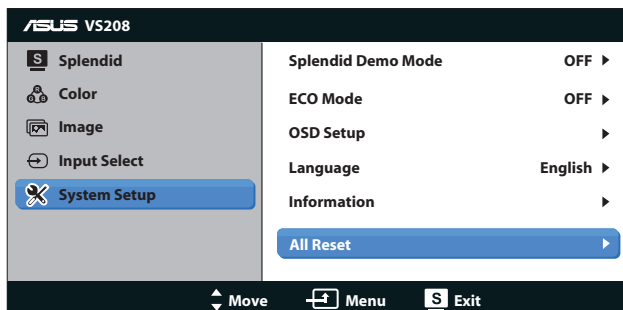 ASUS VS208
S Splendid
Color
Image
Input Select
System Setup
Splendid Demo Mode OFF
ECO Mode OFF
OSD Setup
Language English
Information
All Reset
Move Menu S Exit